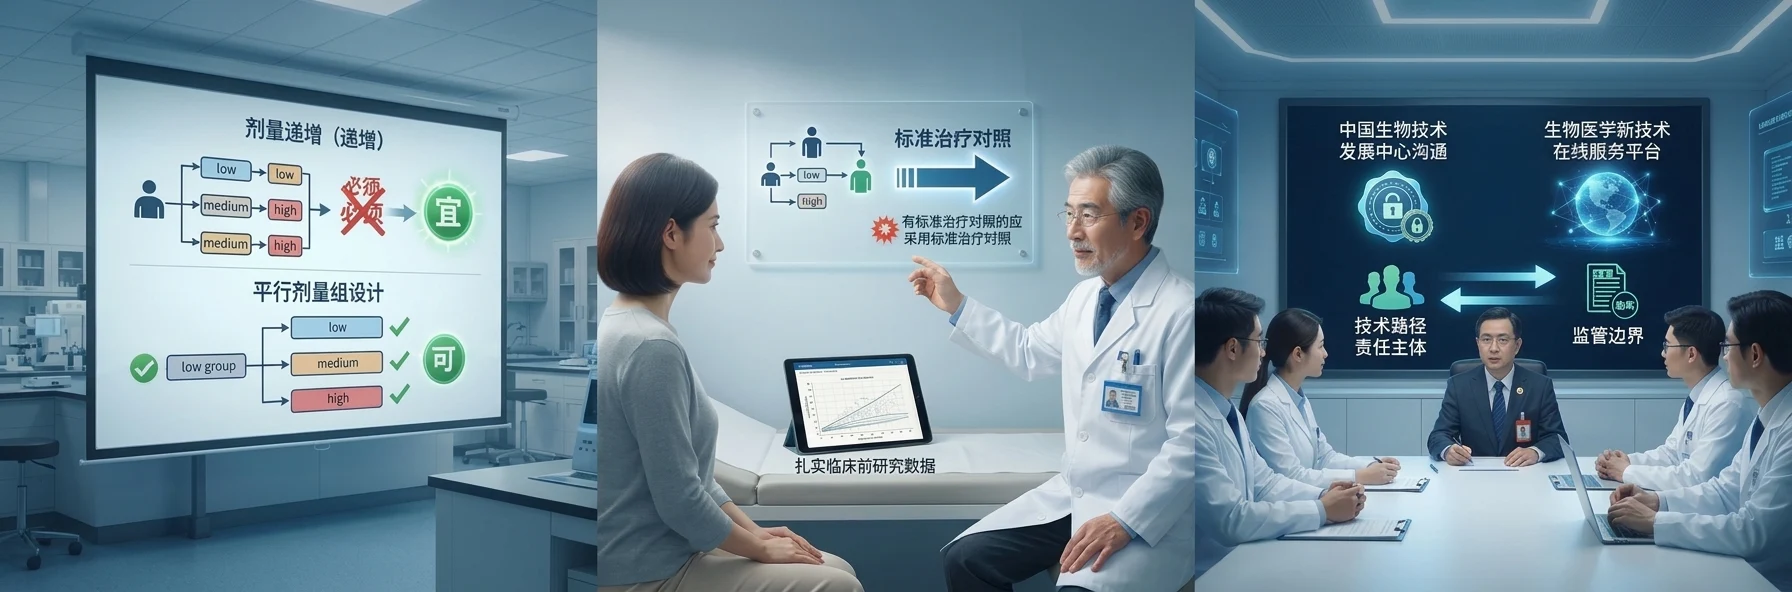 剂量递增（递增）
low
low
medium
high
medium
high
必须
必须
宜
平行剂量组设计
low group
low
medium
high
可
标准治疗对照
low
有标准治疗对照的应
采用标准治疗对照
扎实临床前研究数据
中国生物技术
发展中心沟通
生物医学新技术
在线服务平台
技术路径
责任主体
监管边界